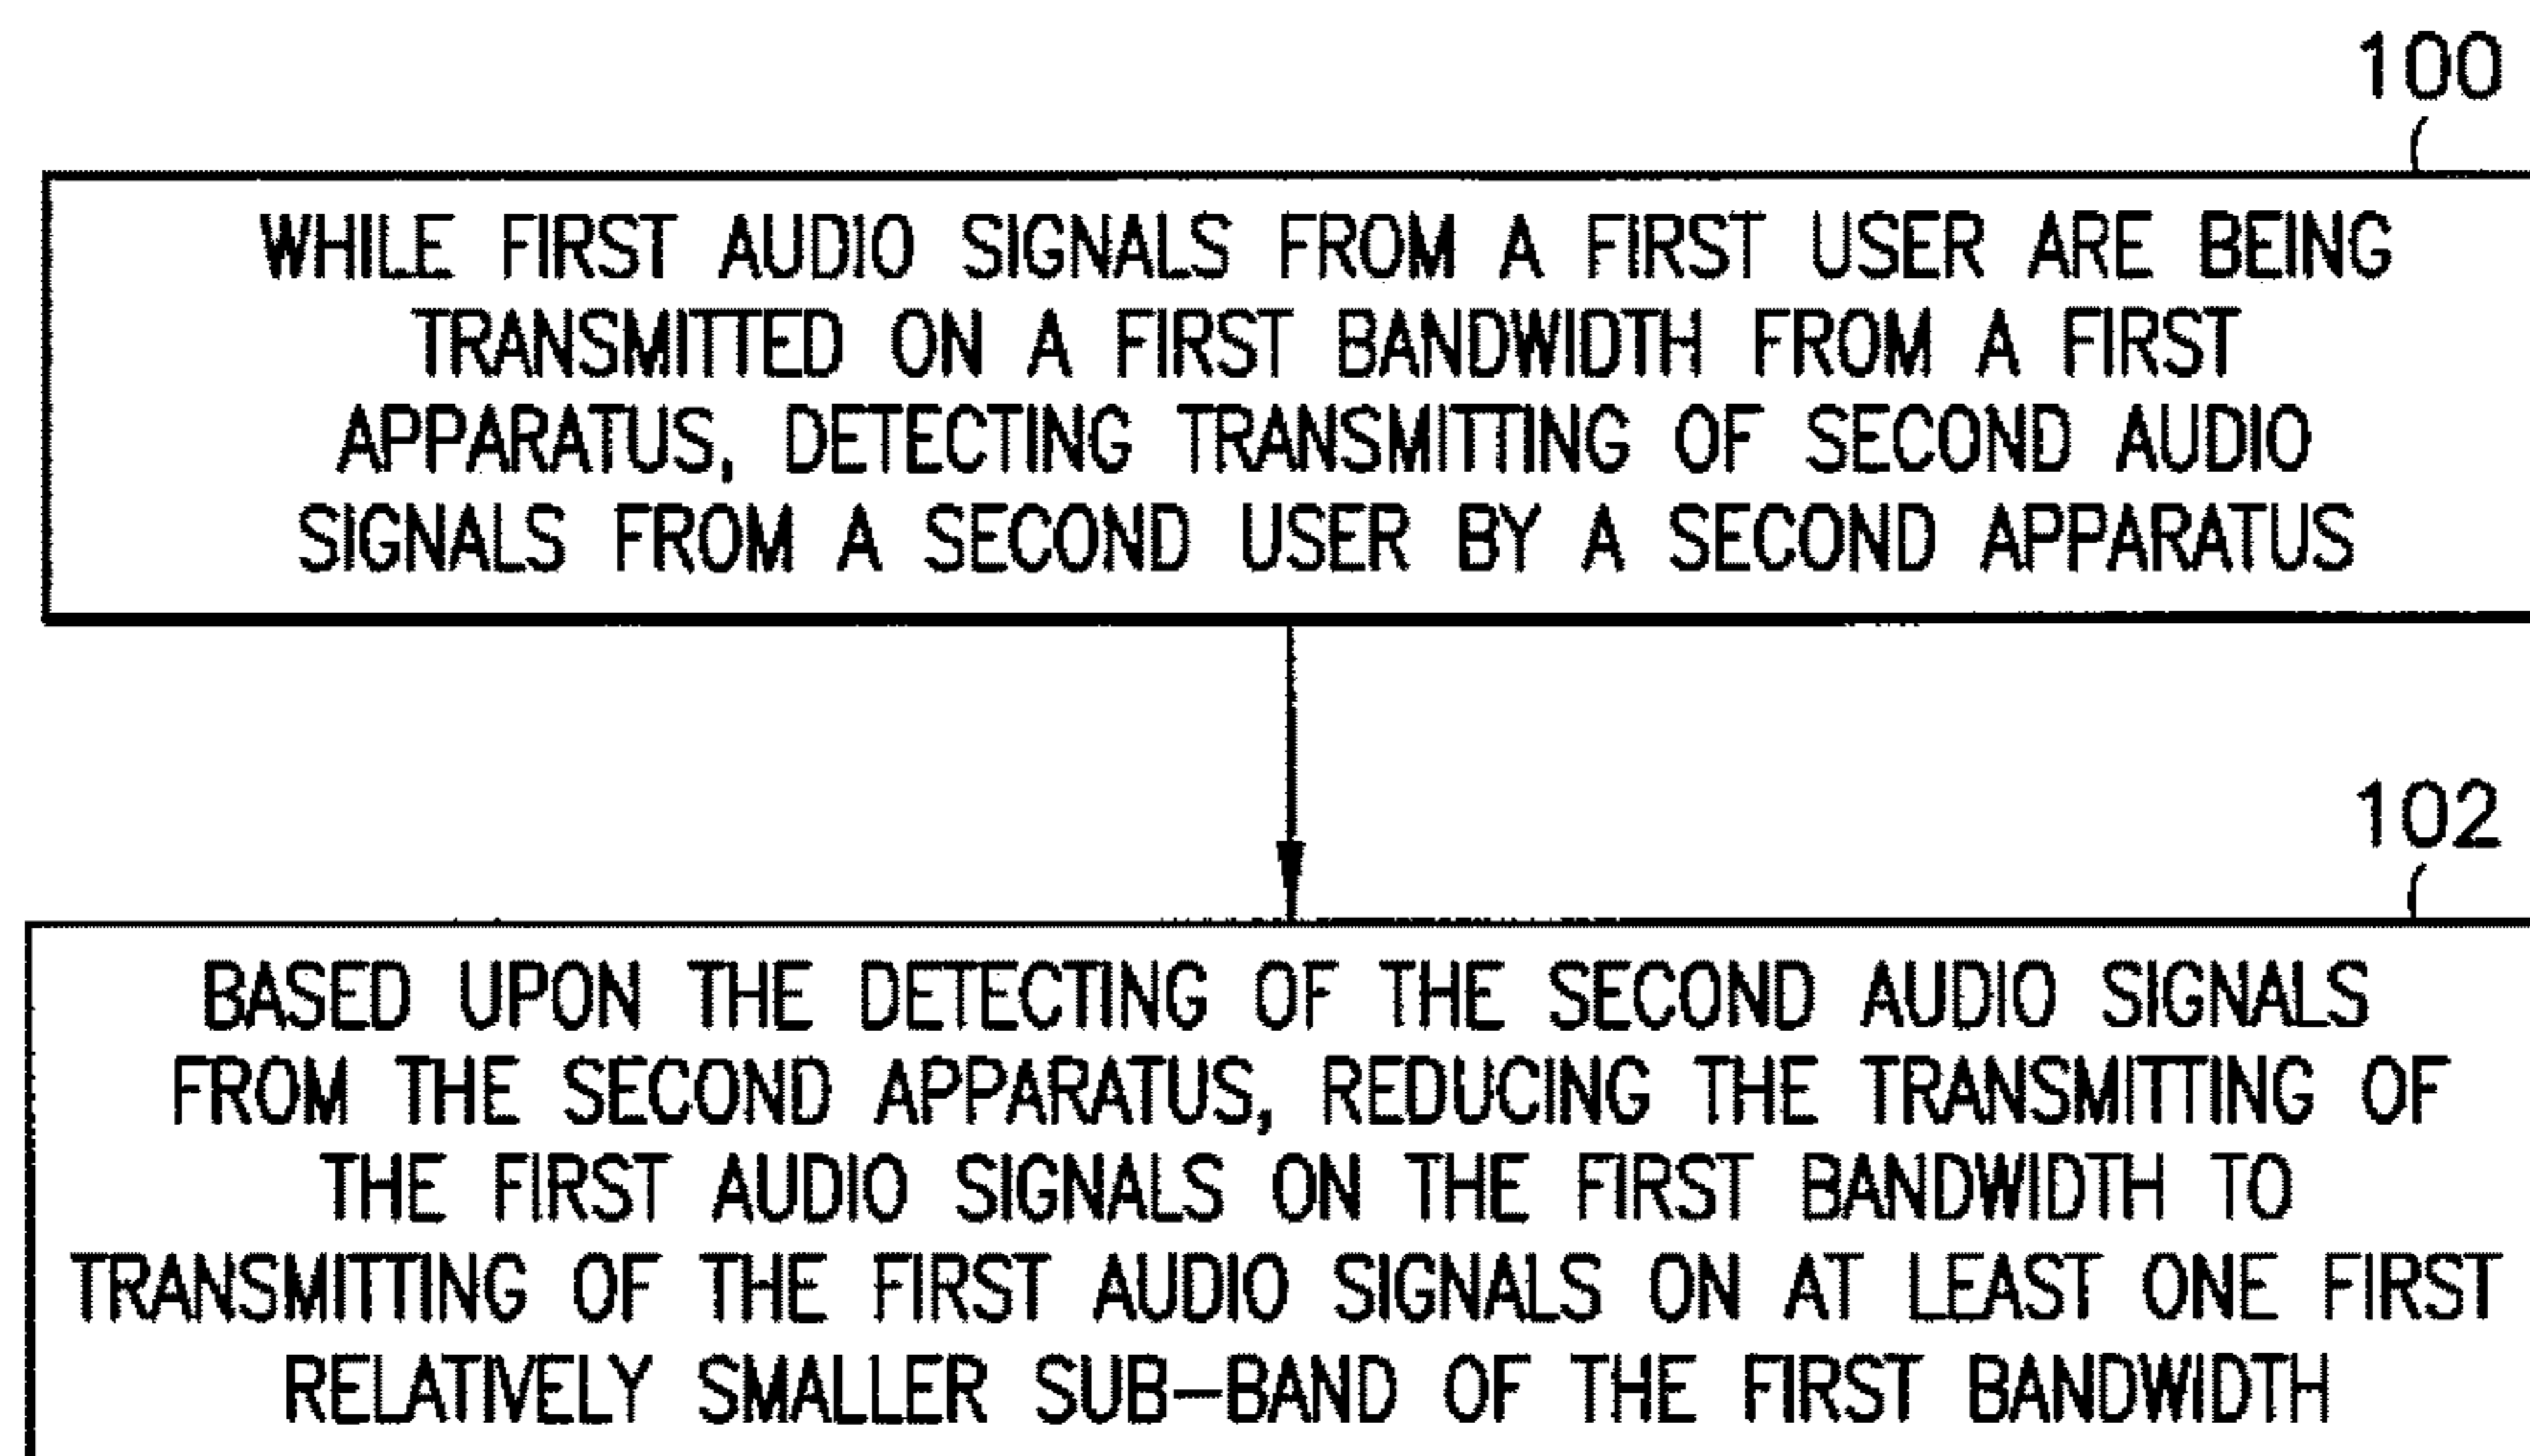 100
WHILE FIRST AUDIO SIGNALS FROM A FIRST USER ARE BEING
TRANSMITTED ON A FIRST BANDWIDTH FROM A FIRST
APPARATUS, DETECTING TRANSMITTING OF SECOND AUDIO
SIGNALS FROM A SECOND USER BY A SECOND APPARATUS
102
BASED UPON THE DETECTING OF THE SECOND AUDIO SIGNALS
FROM THE SECOND APPARATUS, REDUCING THE TRANSMITTING OF
THE FIRST AUDIO SIGNALS ON THE FIRST BANDWIDTH TO
TRANSMITTING OF THE FIRST AUDIO SIGNALS ON AT LEAST ONE FIRST
RELATIVELY SMALLER SUB-BAND OF THE FIRST BANDWIDTH